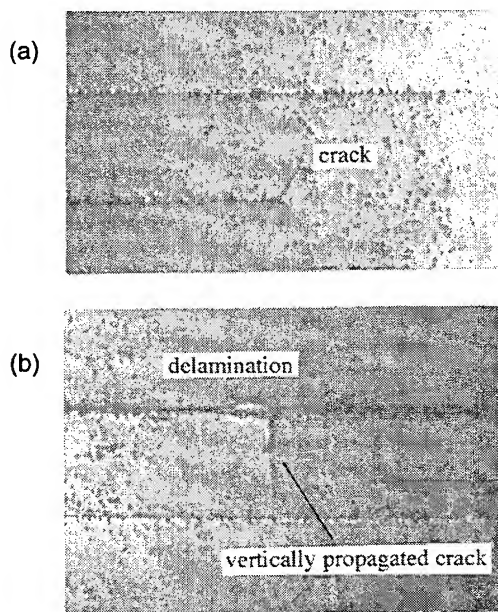 (a)
crack
(b)
delamination
vertically propagated crack